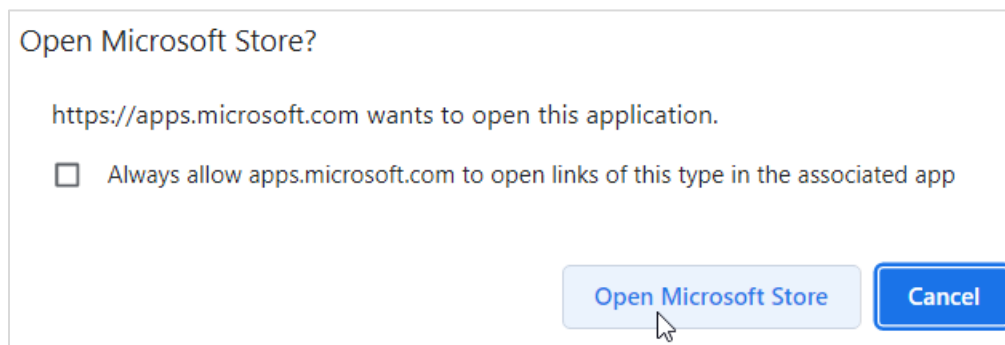 Open Microsoft Store?
https://apps.microsoft.com wants to open this application.
Always allow apps.microsoft.com to open links of this type in the associated app
Open Microsoft Store
Cancel